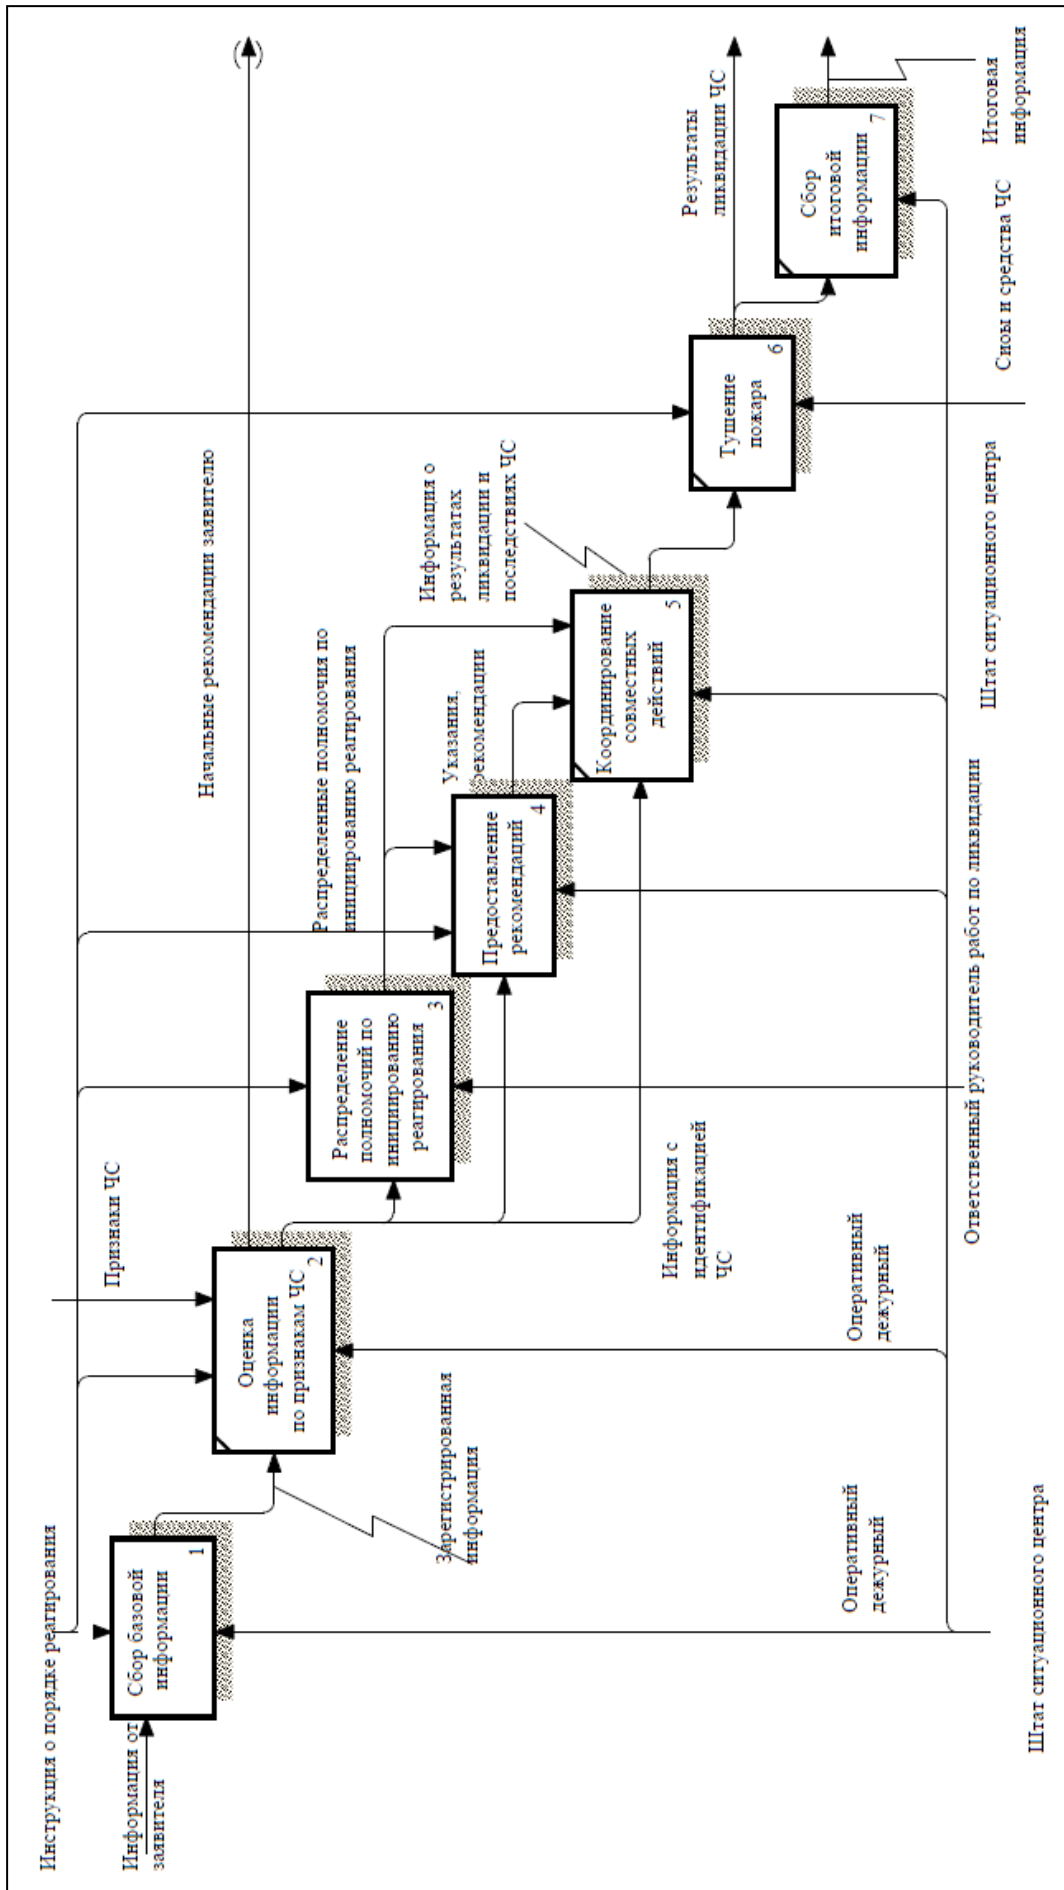 Инструкция о порядке реагирования
Информация от
заявителя
Сбор базовой
информации
1
Зарегистрированная
информация
Признаки ЧС
Оценка
информации
по признакам ЧС
2
Начальные рекомендации заявителю
Распределение
полномочий по
инициированию
реагирования
3
Распределенные полномочия по
инициированию реагирования
Информация с
идентификацией
ЧС
Предоставление
рекомендаций
4
Указания,
рекомендации
Координирование
совместных
действий
5
Информация о
результатах
ликвидации и
последствиях ЧС
Тушение
пожара
6
Результаты
ликвидации ЧС
Сбор
итоговой
информации
7
Итоговая
информация
Оперативный
дежурный
Оперативный
дежурный
Штат ситуационного центра
Ответственный руководитель работ по ликвидации
Штат ситуационного центра
Сиоы и средства ЧС